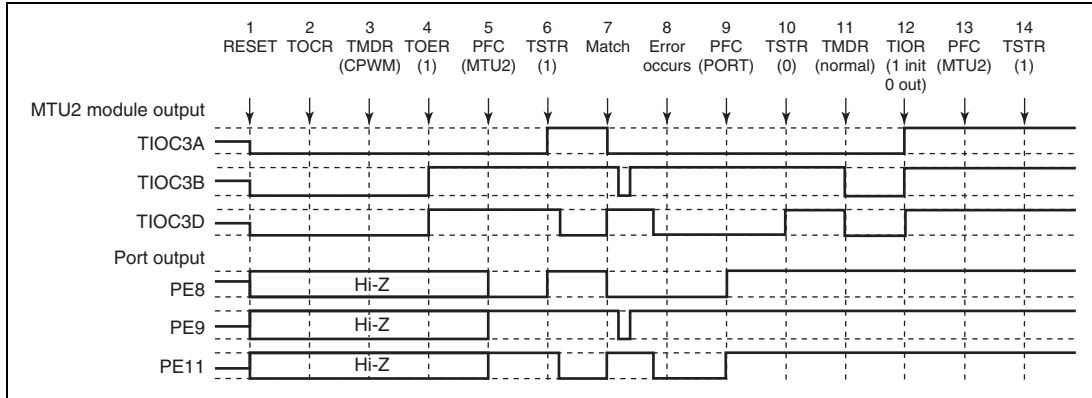 1 2 3 4 5 6 7 8 9 10 11 12 13 14
RESET TOCR TMDR TOER PFC TSTR Match Error PFC TSTR TMDR TIOR PFC TSTR
(CPWM) (1) (MTU2) (1) occurs (PORT) (0) (normal) (1 init (MTU2) (1)
0 out)
MTU2 module output
TIOC3A
TIOC3B
TIOC3D
Port output
PE8 Hi-Z
PE9 Hi-Z
PE11 Hi-Z